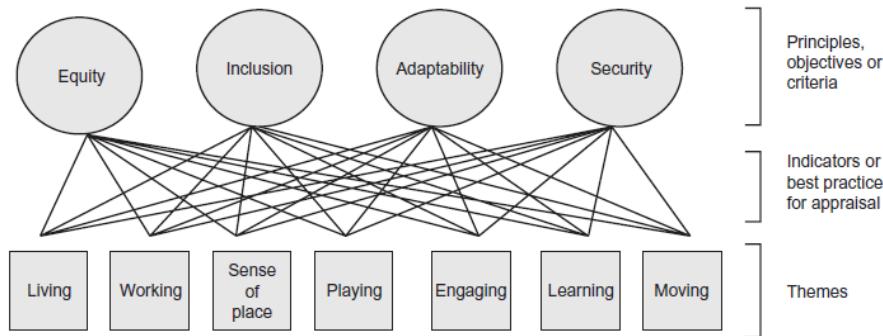 Equity
Inclusion
Adaptability
Security
Principles,
objectives or
criteria
Indicators or
best practice
for appraisal
Living
Working
Sense
of
place
Playing
Engaging
Learning
Moving
Themes